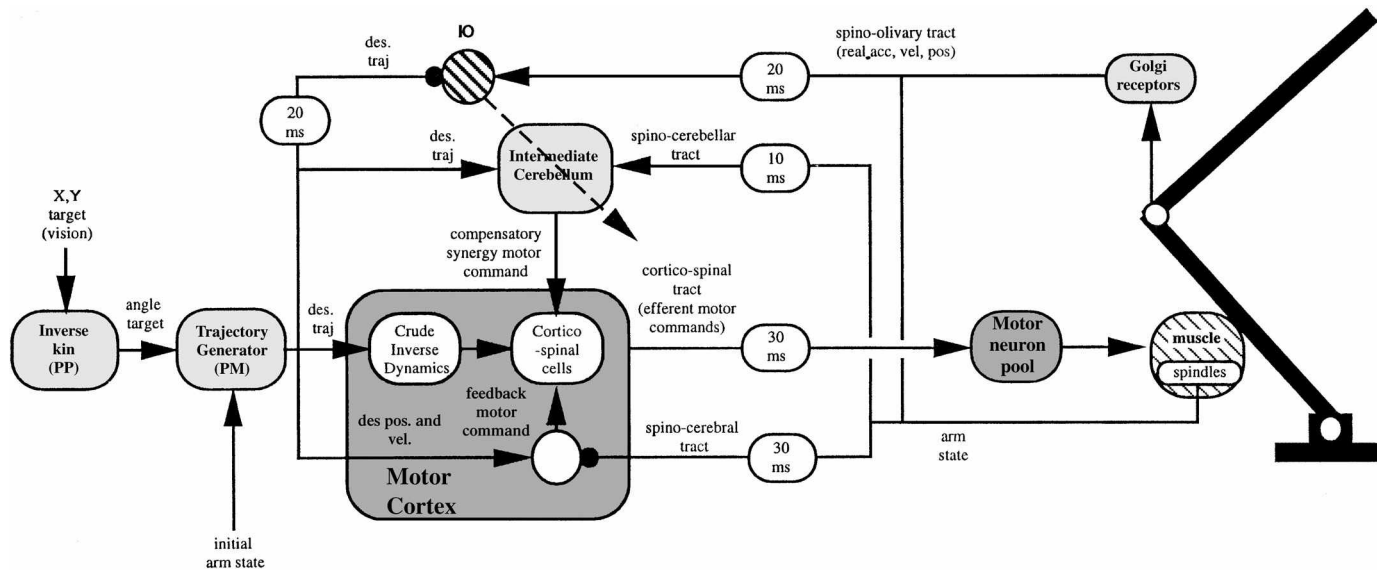 IO
des.
traj
spino-olivary tract
(real acc, vel, pos)
Golgi
receptors
20
ms
20
ms
des.
traj
Intermediate
Cerebellum
spino-cerebellar
tract
10
ms
X,Y
target
(vision)
compensatory
synergy motor
command
cortico-spinal
tract
(efferent motor
commands)
angle
target
des.
traj
Inverse
kin
(PP)
Trajectory
Generator
(PM)
Crude
Inverse
Dynamics
Cortico
-spinal
cells
30
ms
Motor
neuron
pool
muscle
spindles
feedback
motor
command
des pos. and
vel.
spino-cerebral
tract
30
ms
arm
state
Motor
Cortex
initial
arm state